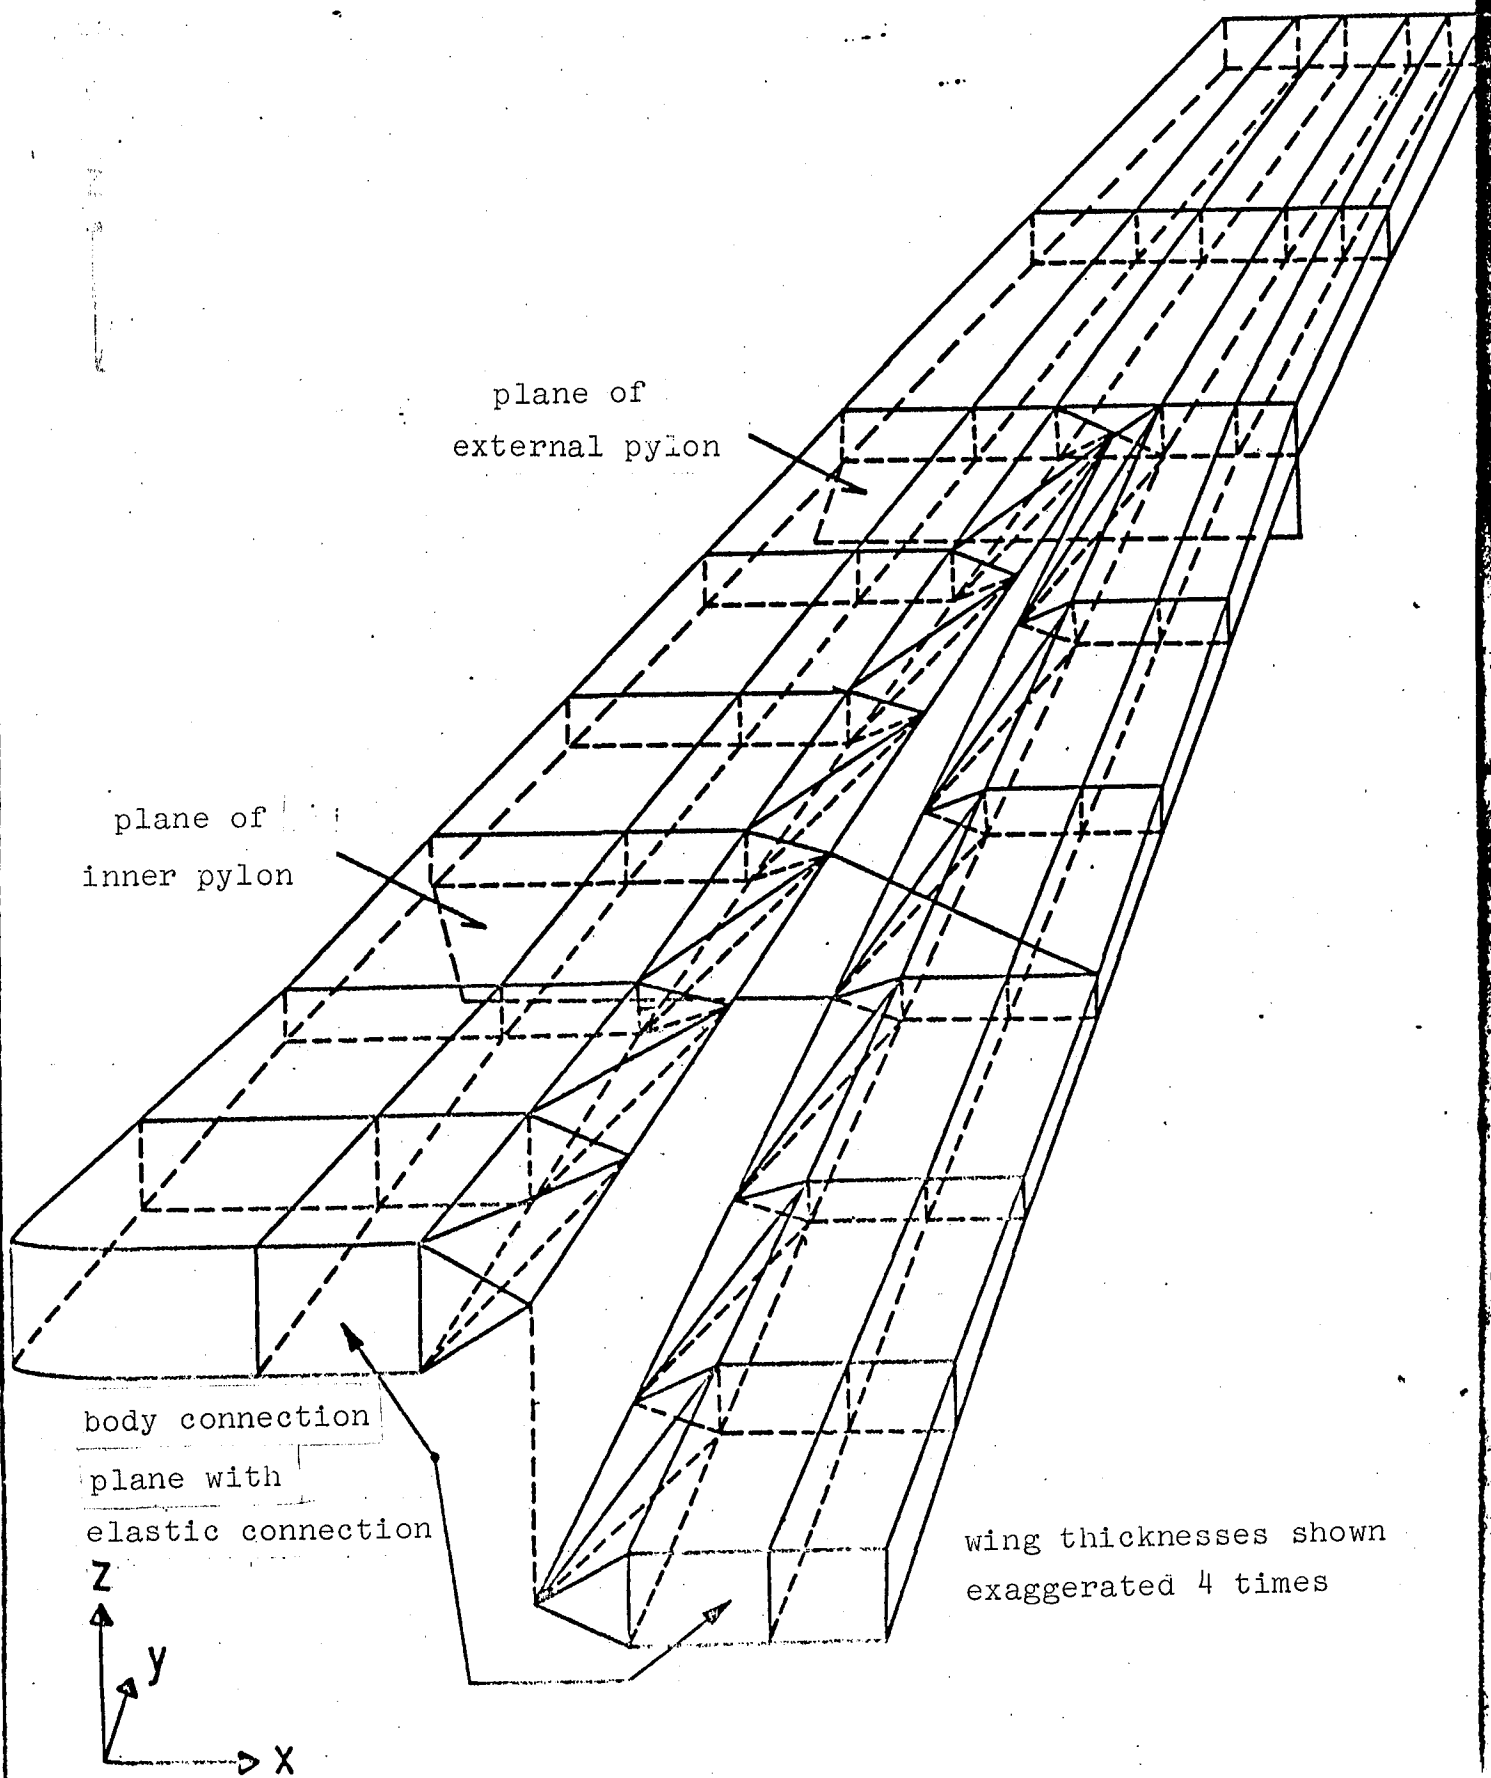 plane of
external pylon
plane of
inner pylon
body connection
plane with
elastic connection
wing thicknesses shown
exaggerated 4 times
z
y
x